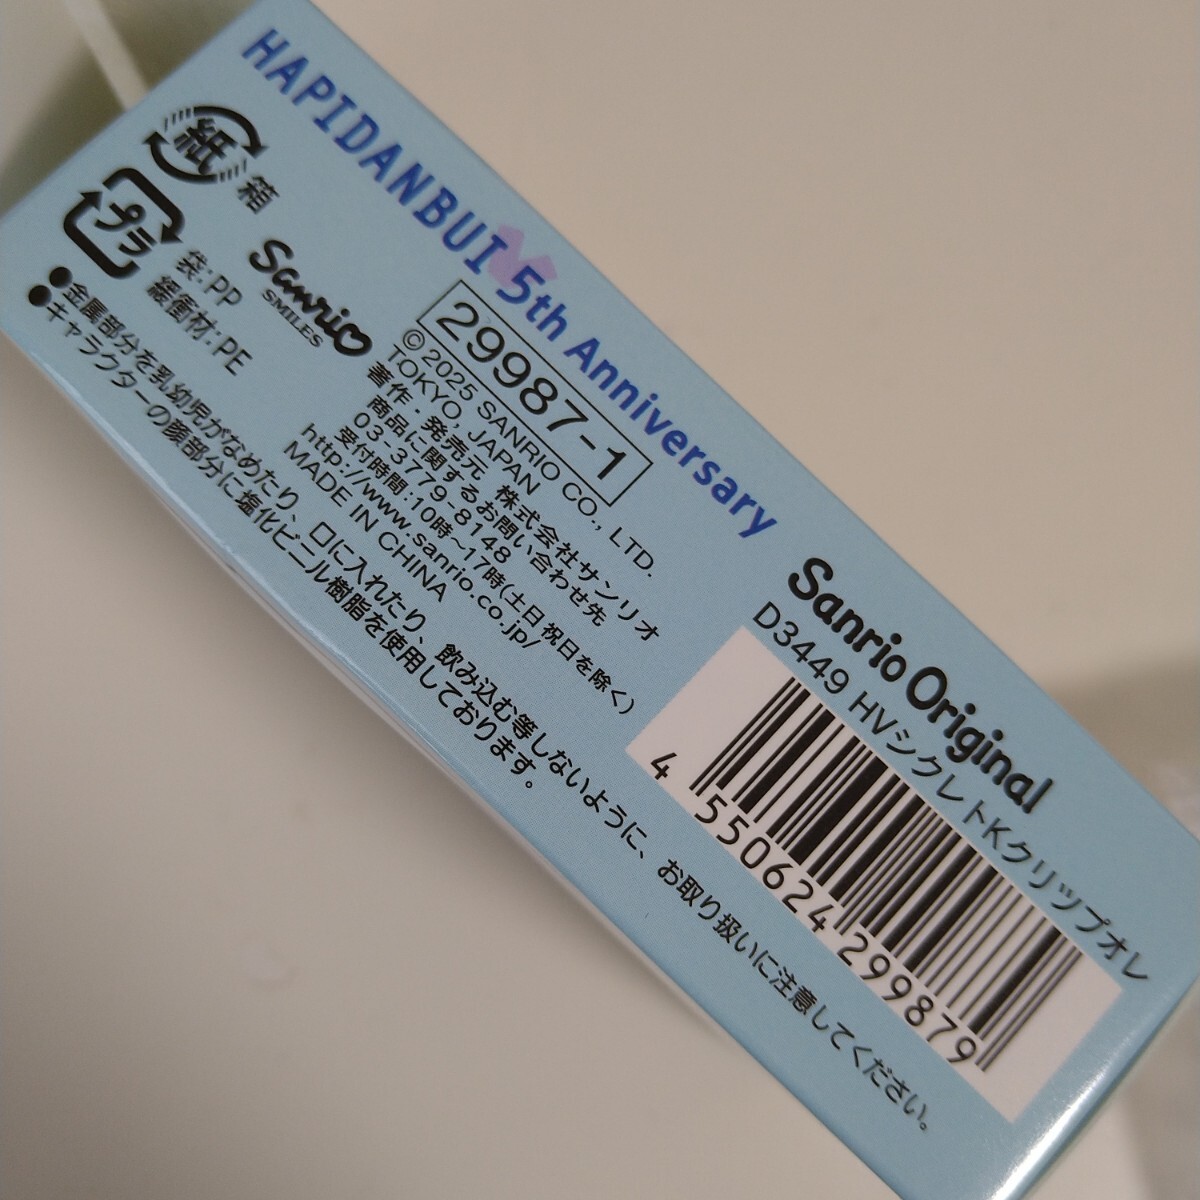 HAPIDANBUI 5th Anniversary
紙
箱
プラ
袋:PP
緩衝材:PE
Sanrio
SMILES
29987-1
© 2025 SANRIO CO., LTD.
TOKYO, JAPAN
著作・発売元 株式会社サンリオ
商品に関するお問い合わせ先
03-3779-8148
受付時間:10時~17時(土日祝日を除く)
http://www.sanrio.co.jp/
MADE IN CHINA
●金属部分を乳幼児がなめたり、口に入れたり、飲み込む等しないように、お取り扱いに注意してください。
●キャラクターの顔部分に塩化ビニル樹脂を使用しております。
Sanrio Original
D3449 HVシクレトKクリップオレ
4 550624 299879